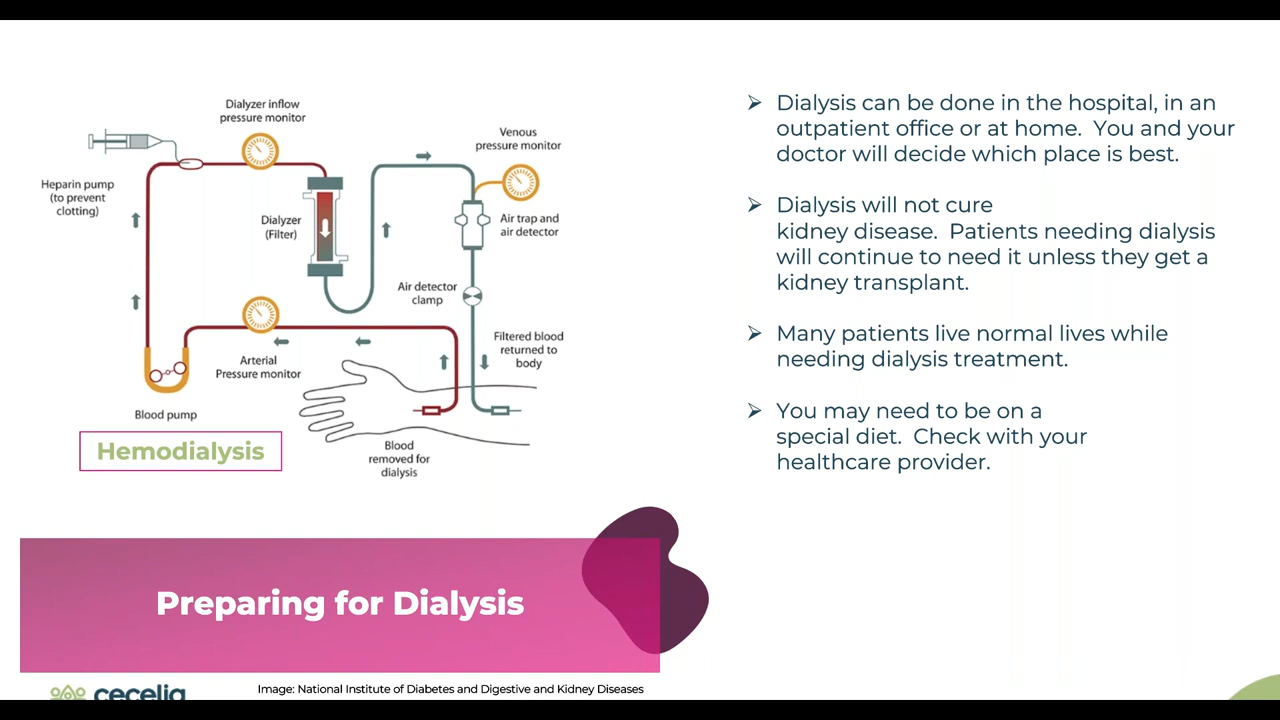 Dialyzer inflow
pressure monitor
Venous
pressure monitor
Heparin pump
(to prevent
clotting)
Dialyzer
(Filter)
Air trap and
air detector
Air detector
clamp
Filtered blood
returned to
body
Arterial
Pressure monitor
Blood pump
Blood
removed for
dialysis
Hemodialysis
➢ Dialysis can be done in the hospital, in an
outpatient office or at home.  You and your
doctor will decide which place is best.
➢ Dialysis will not cure
kidney disease.  Patients needing dialysis
will continue to need it unless they get a
kidney transplant.
➢ Many patients live normal lives while
needing dialysis treatment.
➢ You may need to be on a
special diet.  Check with your
healthcare provider.
Preparing for Dialysis
cecelia
Image: National Institute of Diabetes and Digestive and Kidney Diseases